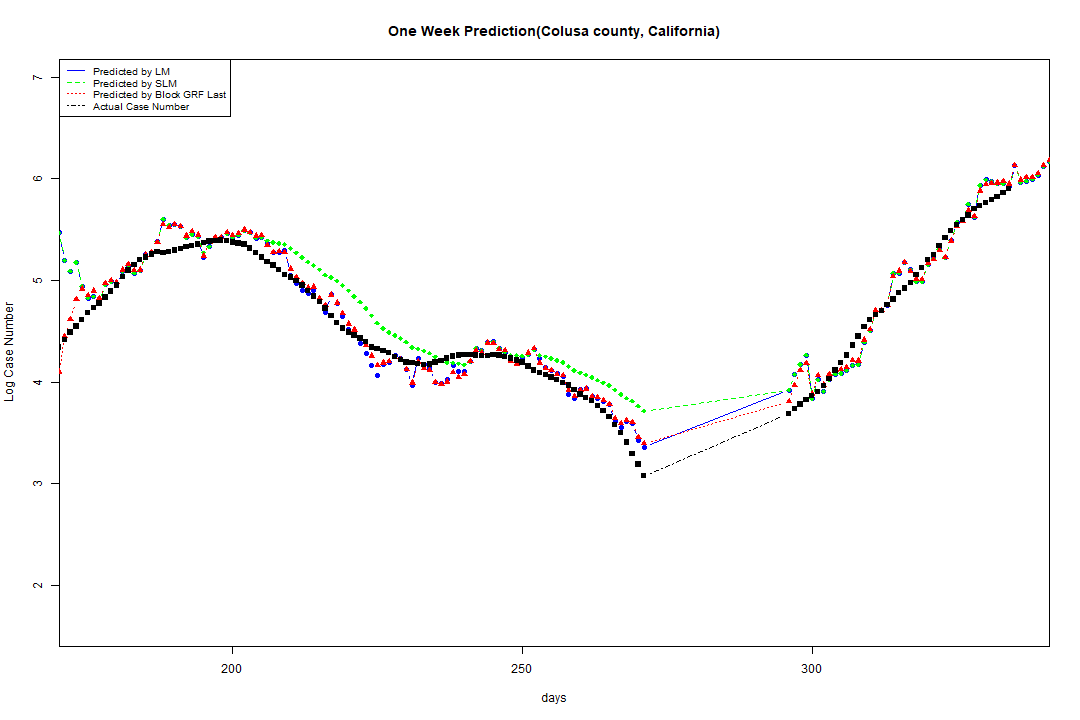 One Week Prediction(Colusa county, California)
Predicted by LM
Predicted by SLM
Predicted by Block GRF Last
Actual Case Number
7
6
5
4
3
2
Log Case Number
200
250
300
days